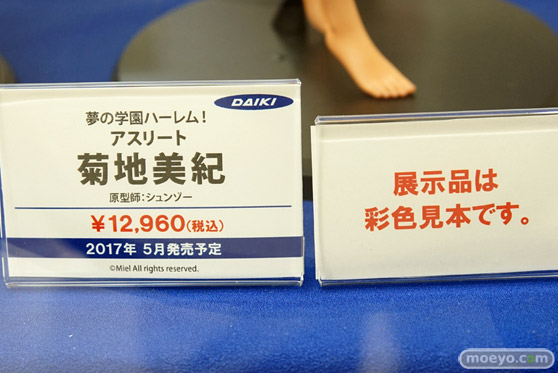 DAIKI
夢の学園ハーレム!
アスリート
菊地美紀
原型師:シュンゾー
¥12,960(税込)
2017年 5月発売予定
©Miel All rights reserved.
展示品は
彩色見本です。
moeyo.com